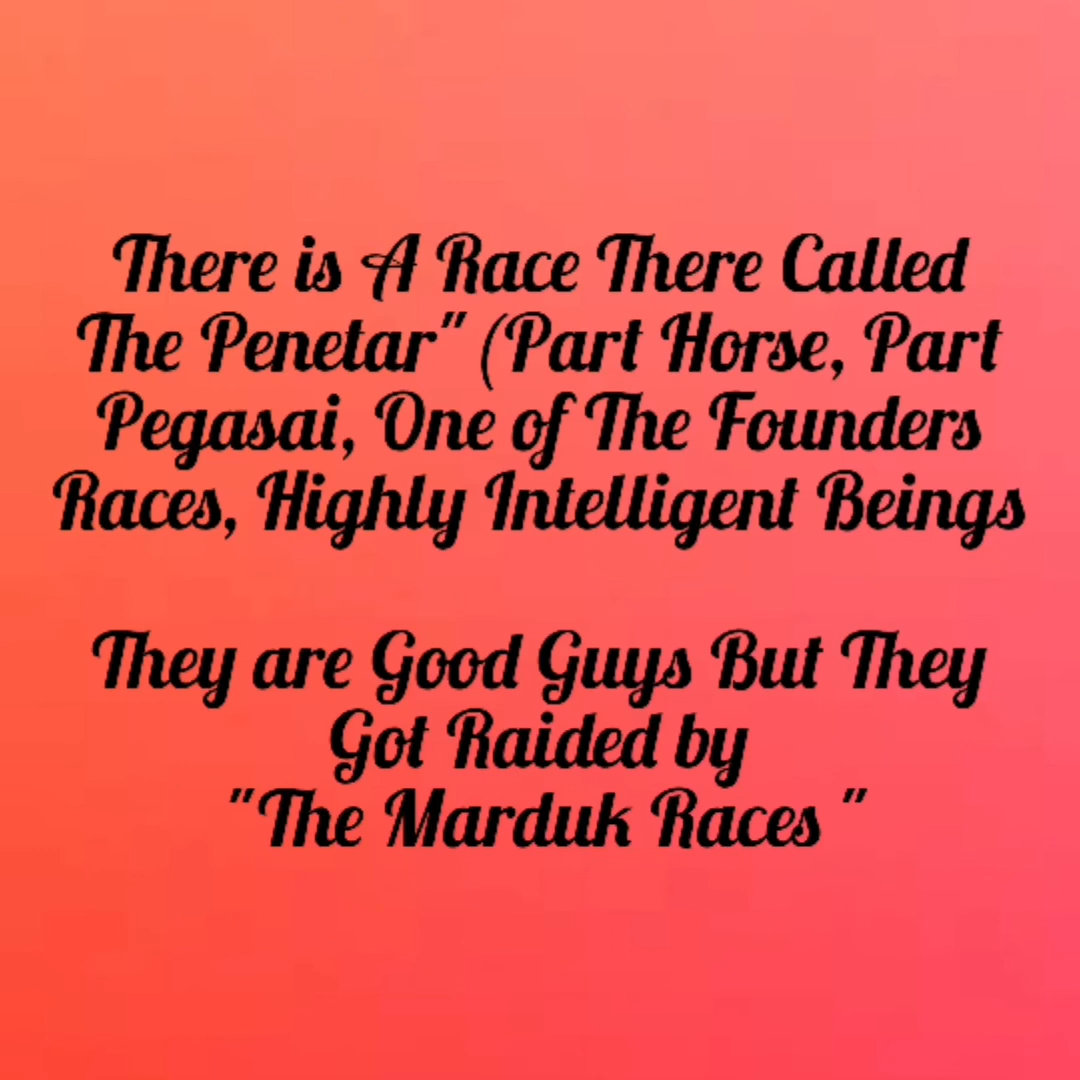 There is A Race There Called
The Penetar" (Part Horse, Part
Pegasai, One of The Founders
Races, Highly Intelligent Beings
They are Good Guys But They
Got Raided by
"The Marduk Races "